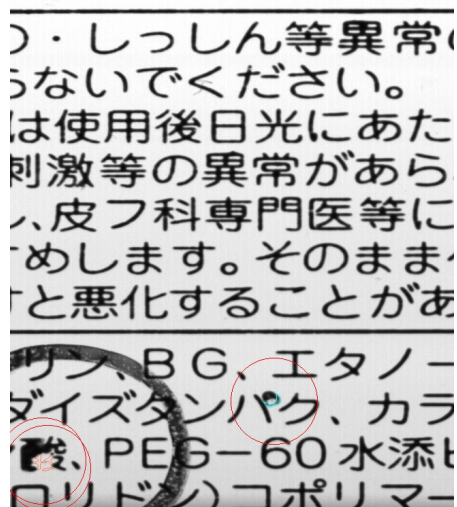 ・しっしん等異常
らないでください。
は使用後日光にあた
刺激等の異常があら
、皮フ科専門医等に
めします。そのまま
と悪化することがあ
リン、BG、エタノー
ダイズタンパク、カラ
酸、PEG-60水添ヒ
ロリドン)コポリマー